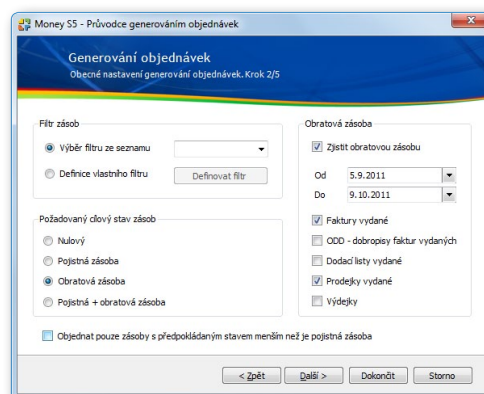 Money S5 - Průvodce generováním objednávek
Generování objednávek
Obecné nastavení generování objednávek. Krok 2/5
Filtr zásob
Výběr filtru ze seznamu
Definice vlastního filtru
Definovat filtr
Požadovaný cílový stav zásob
Nulový
Pojistná zásoba
Obratová zásoba
Pojistná + obratová zásoba
Obratová zásoba
Zjistit obratovou zásobu
Od 5.9.2011
Do 9.10.2011
Faktury vydané
ODD - dobropisy faktur vydaných
Dodací listy vydané
Prodejky vydané
Výdejky
Objednat pouze zásoby s předpokládaným stavem menším než je pojistná zásoba
< Zpět
Další >
Dokončit
Storno